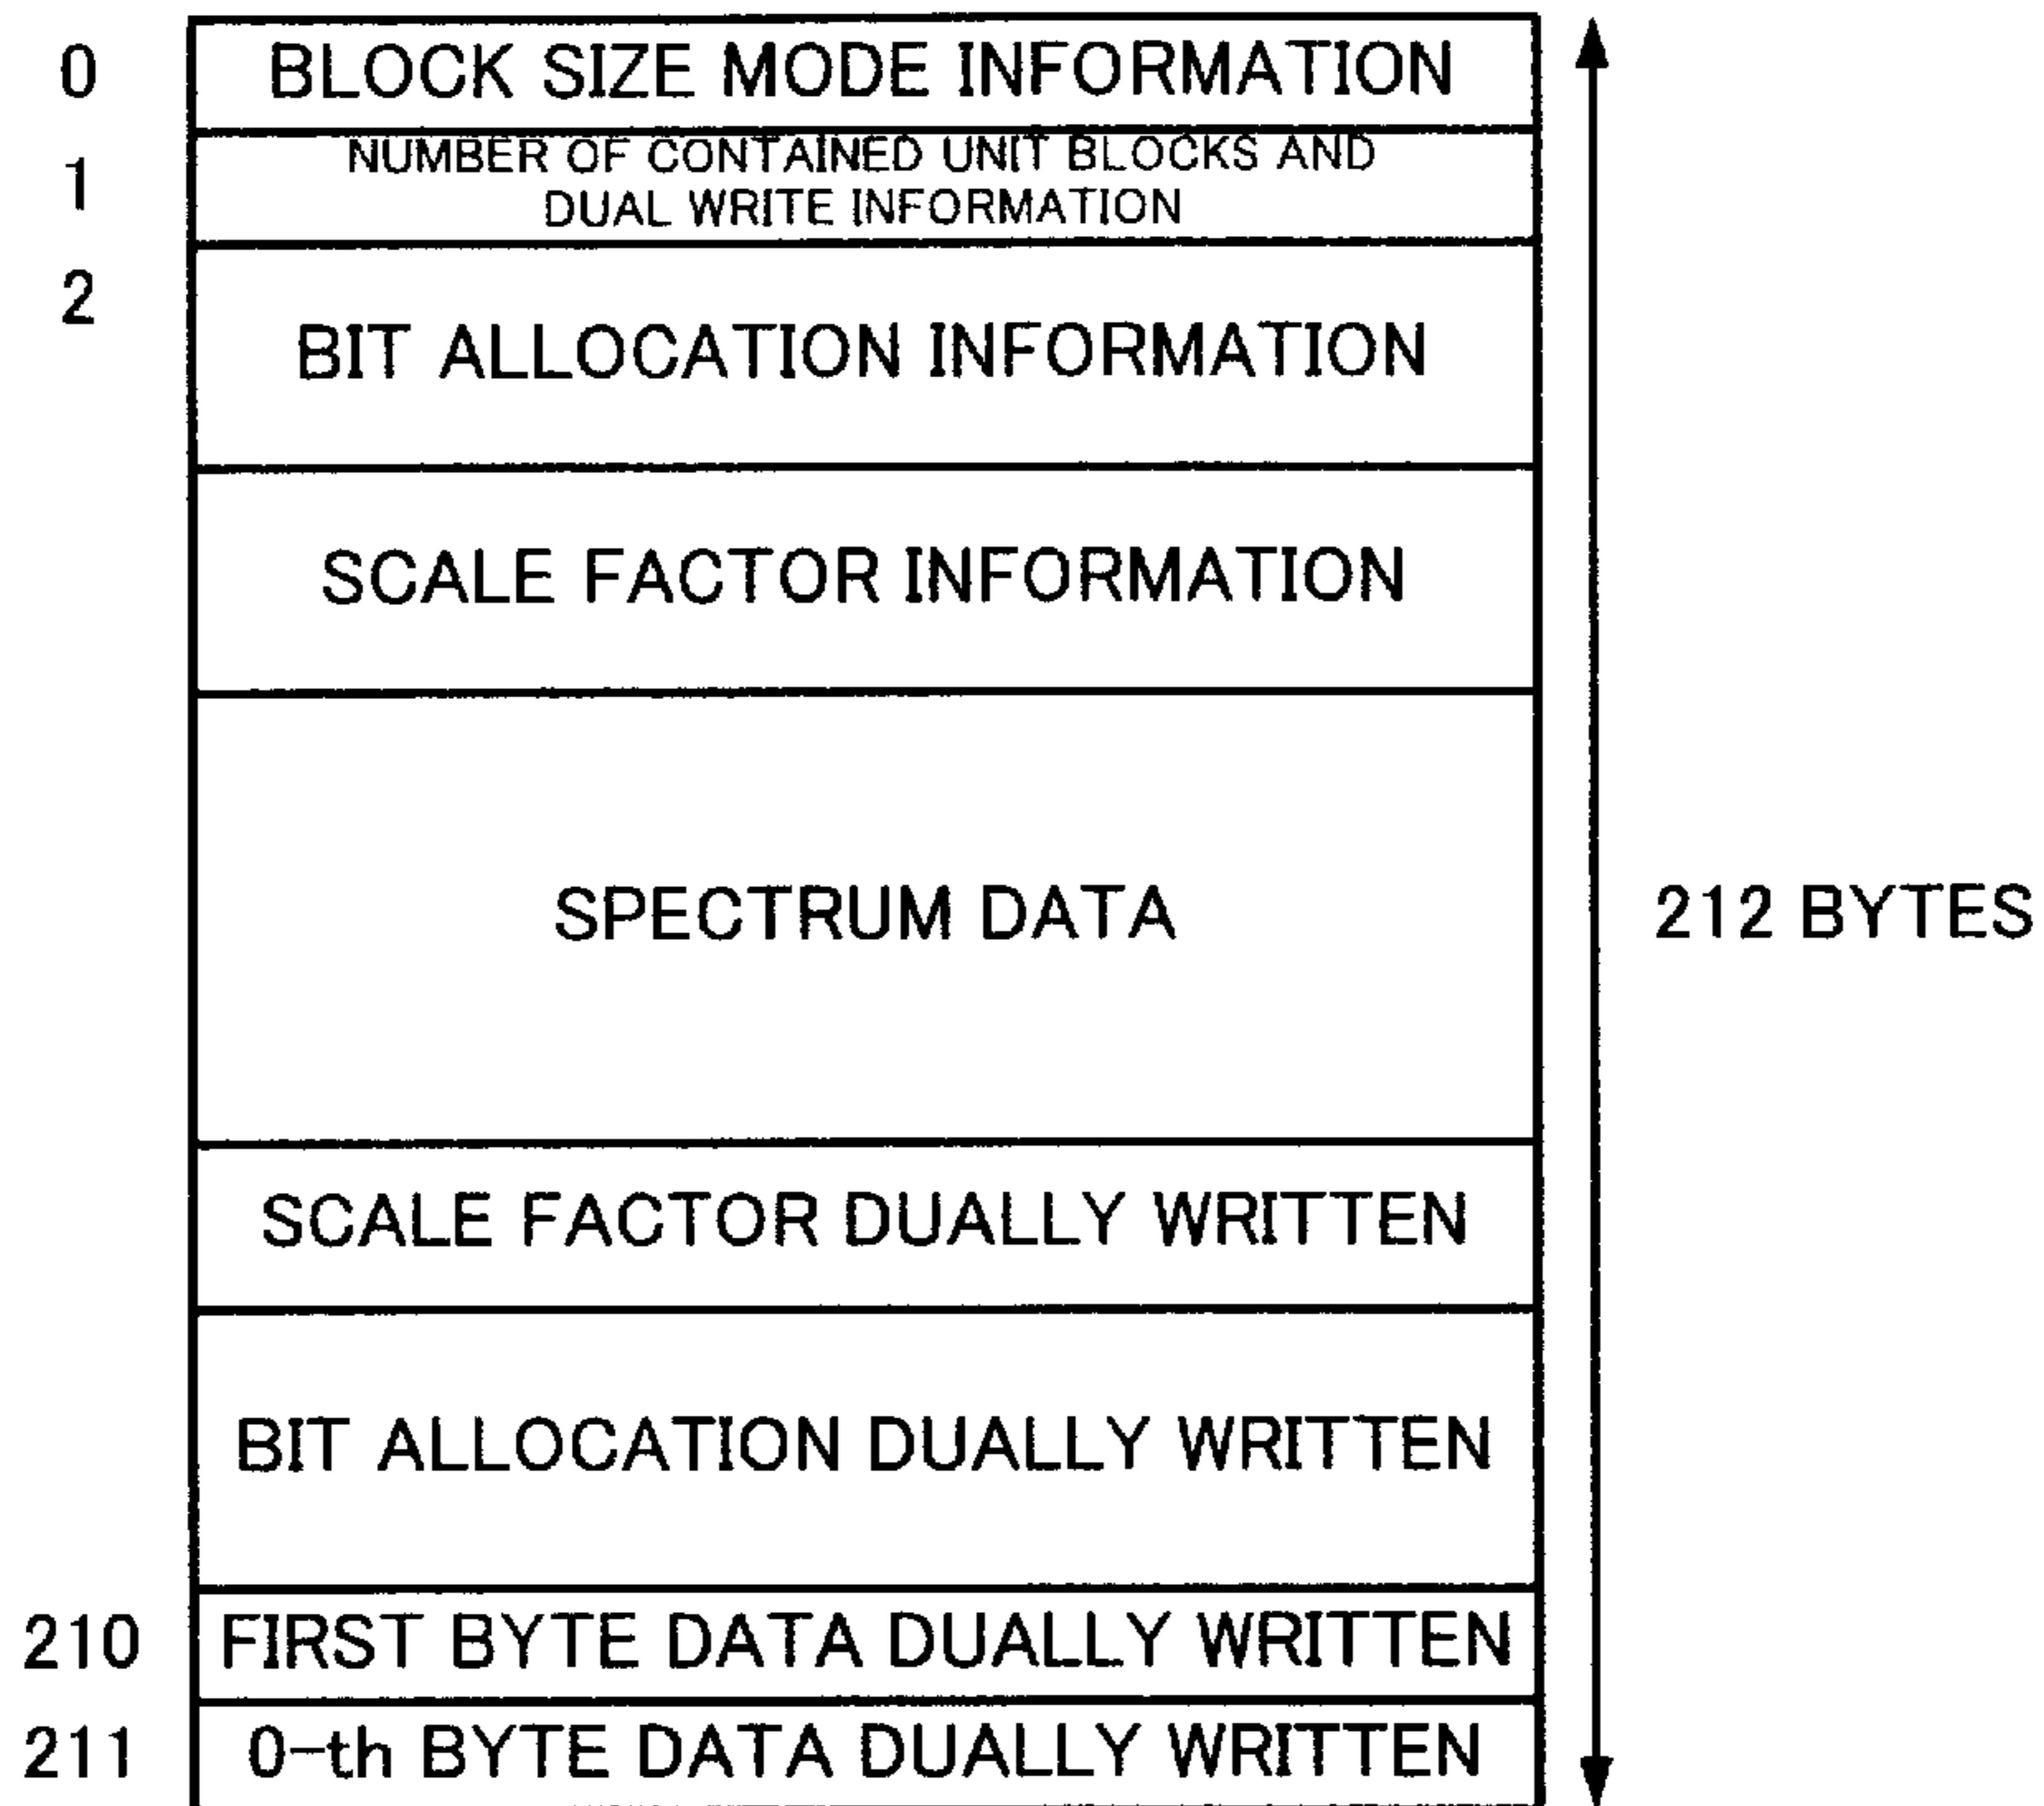 0 BLOCK SIZE MODE INFORMATION
1 NUMBER OF CONTAINED UNIT BLOCKS AND
DUAL WRITE INFORMATION
2
BIT ALLOCATION INFORMATION
SCALE FACTOR INFORMATION
SPECTRUM DATA
212 BYTES
SCALE FACTOR DUALLY WRITTEN
BIT ALLOCATION DUALLY WRITTEN
210 FIRST BYTE DATA DUALLY WRITTEN
211 0-th BYTE DATA DUALLY WRITTEN